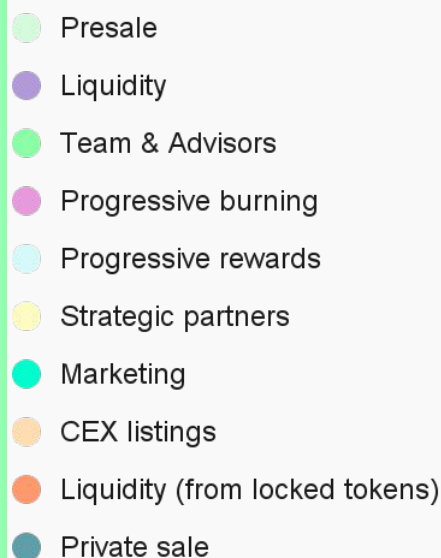 Presale
Liquidity
Team & Advisors
Progressive burning
Progressive rewards
Strategic partners
Marketing
CEX listings
Liquidity (from locked tokens)
Private sale